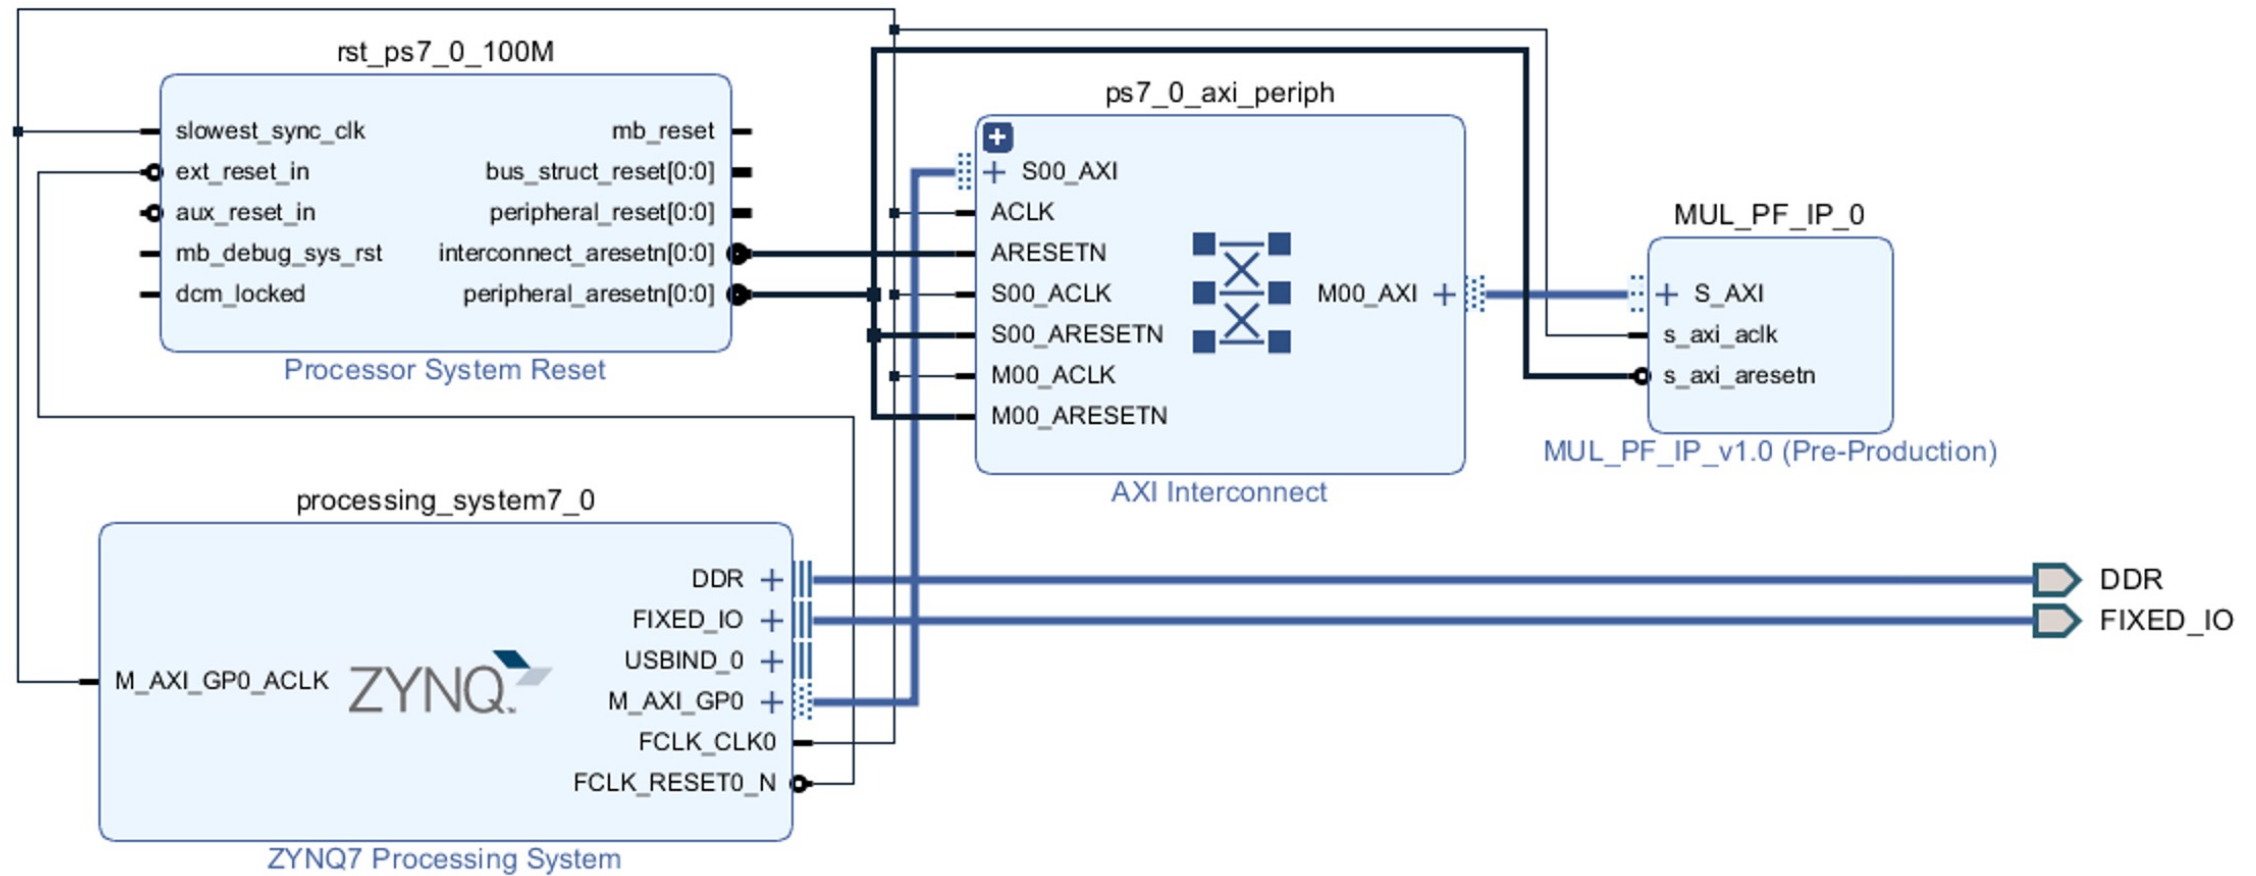 rst_ps7_0_100M
slowest_sync_clk
ext_reset_in
aux_reset_in
mb_debug_sys_rst
dcm_locked
mb_reset
bus_struct_reset[0:0]
peripheral_reset[0:0]
interconnect_aresetn[0:0]
peripheral_aresetn[0:0]
Processor System Reset
ps7_0_axi_periph
S00_AXI
ACLK
ARESETN
S00_ACLK
S00_ARESETN
M00_ACLK
M00_ARESETN
M00_AXI
AXI Interconnect
MUL_PF_IP_0
S_AXI
s_axi_aclk
s_axi_aresetn
MUL_PF_IP_v1.0 (Pre-Production)
processing_system7_0
M_AXI_GP0_ACLK
ZYNQ
DDR
FIXED_IO
USBIND_0
M_AXI_GP0
FCLK_CLK0
FCLK_RESET0_N
ZYNQ7 Processing System
DDR
FIXED_IO